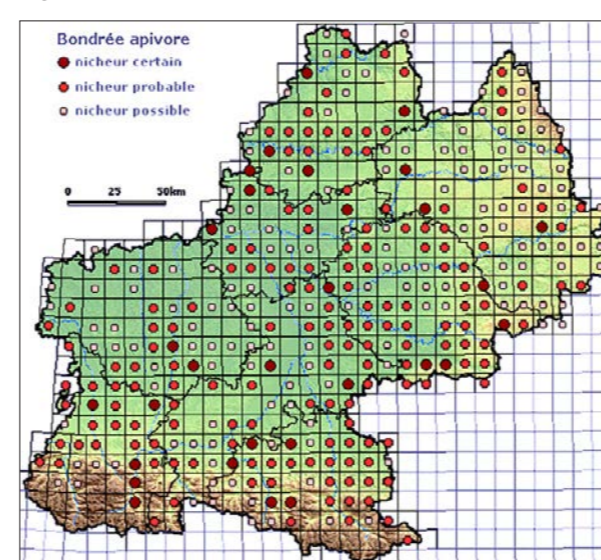 Bondrée apivore
nicheur certain
nicheur probable
nicheur possible
0 25 50km